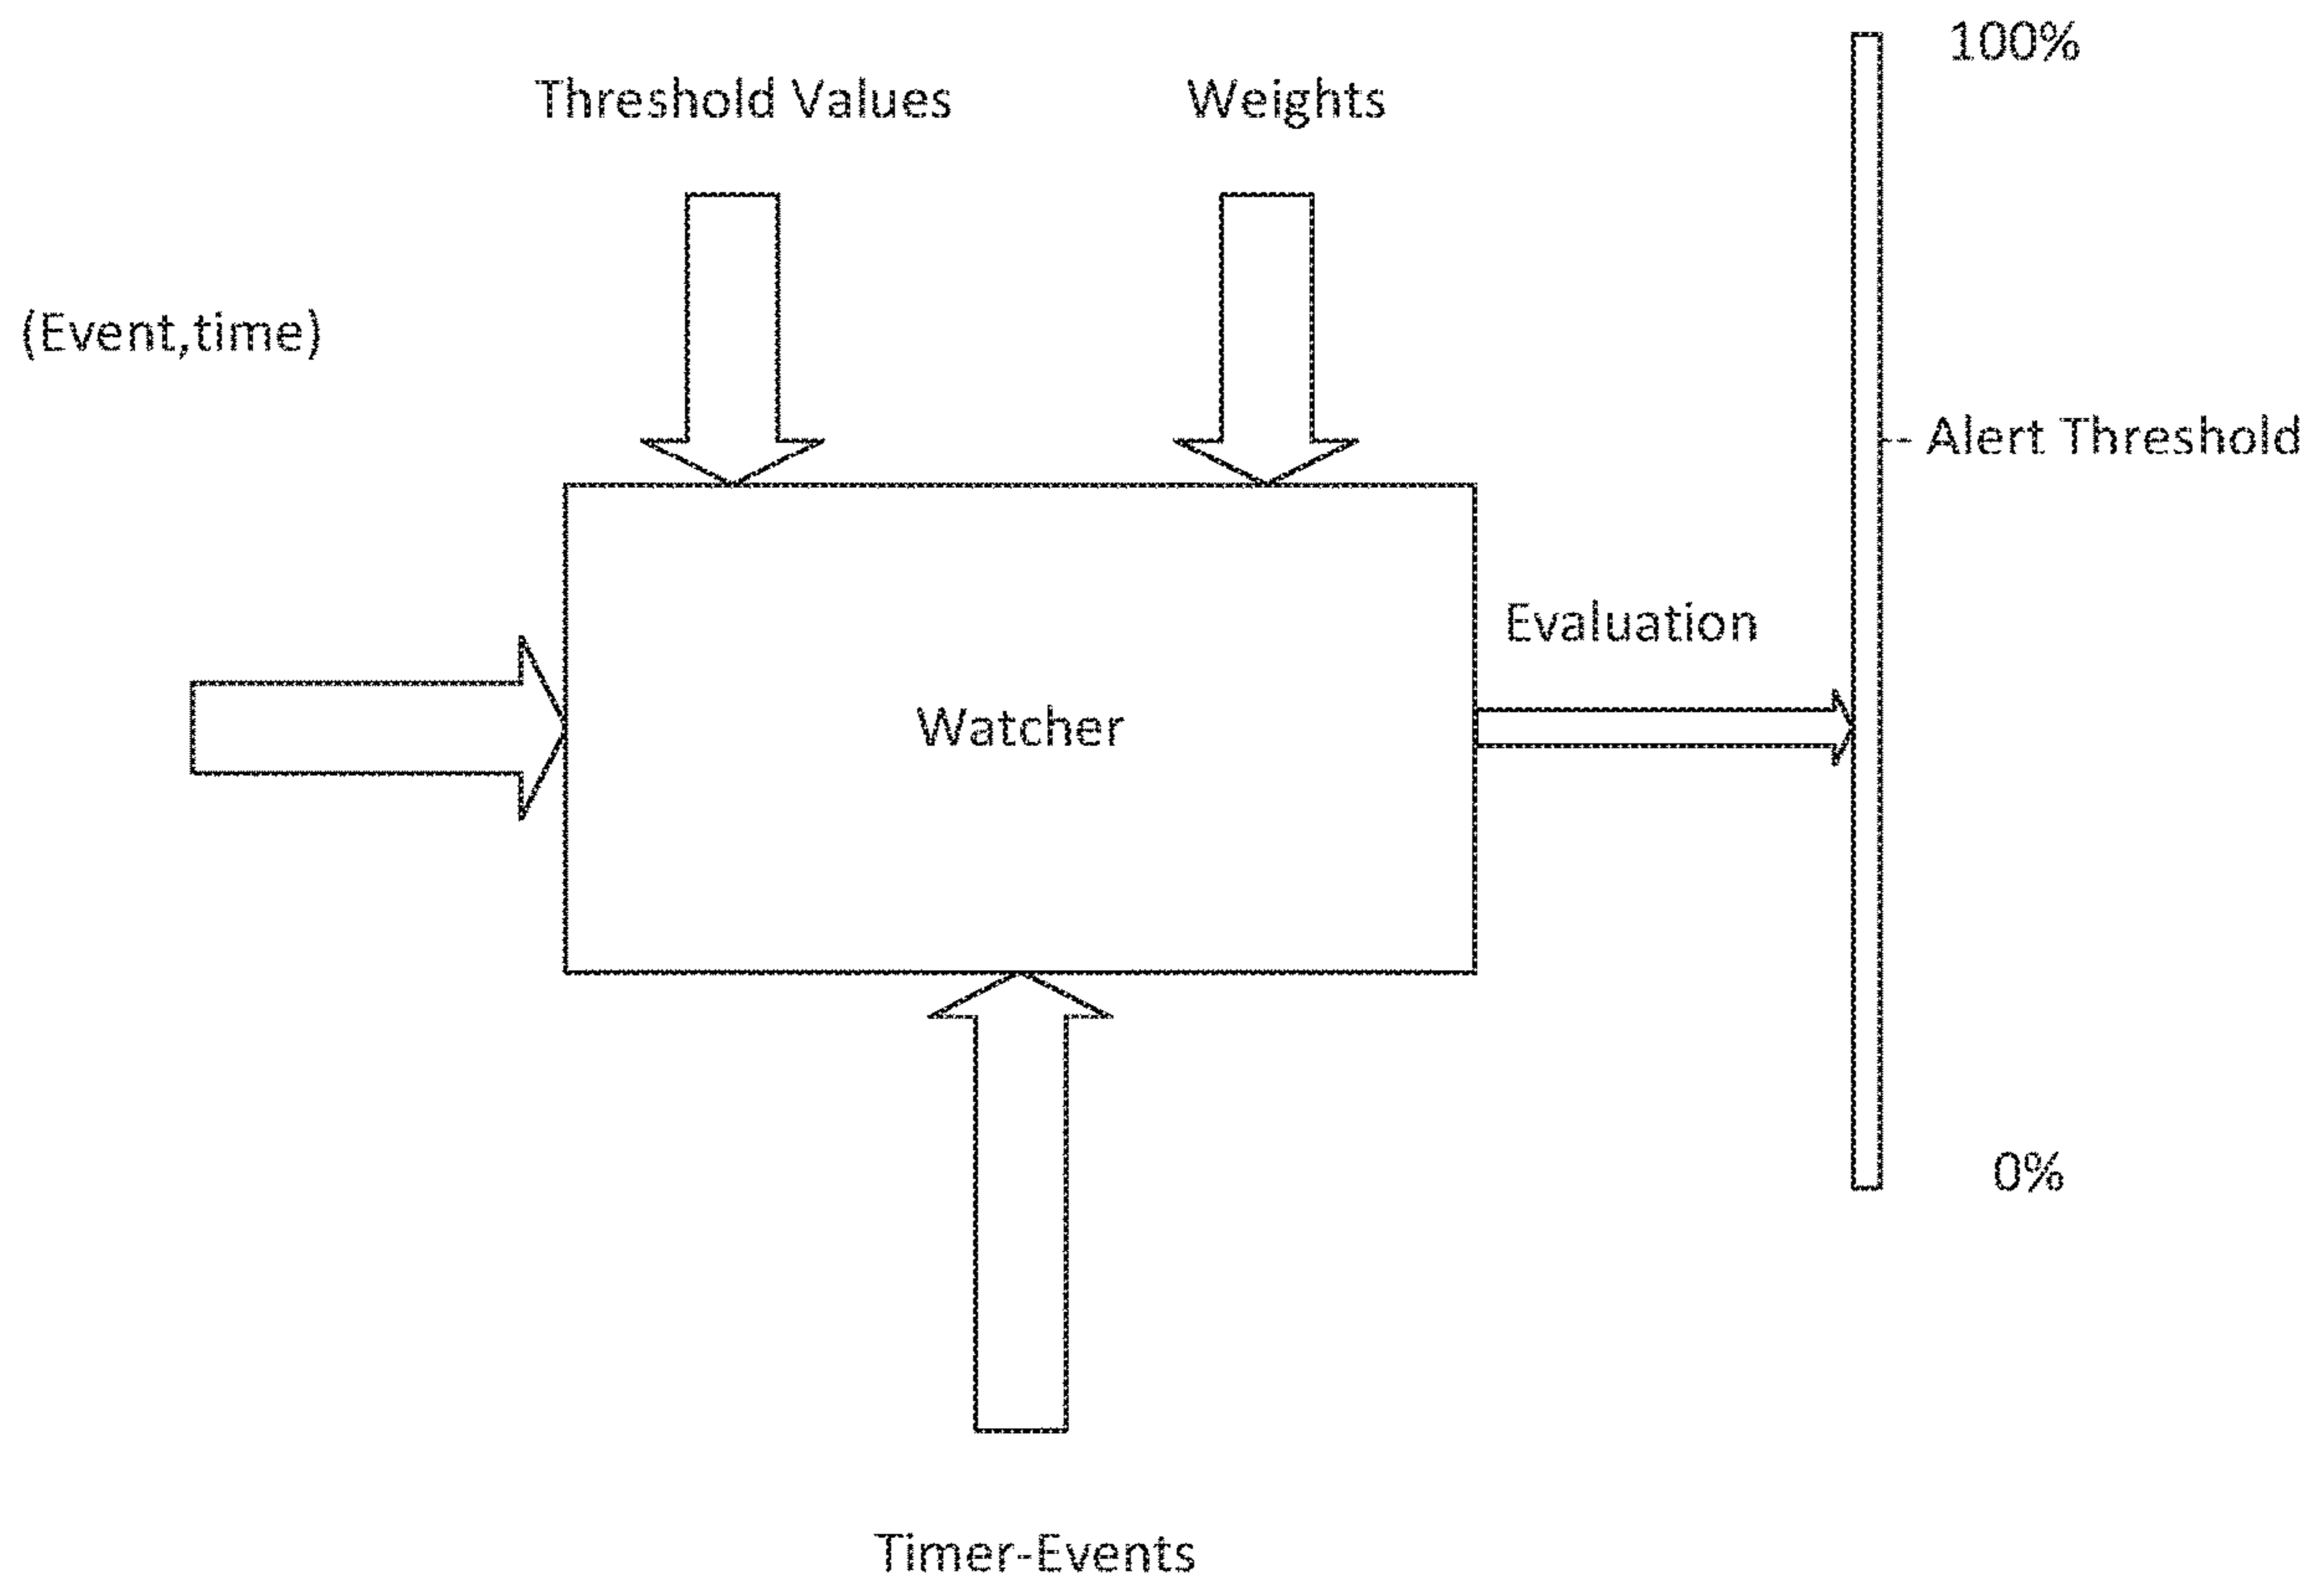 100%
Threshold Values
Weights
(Event,time)
Alert Threshold
Evaluation
Watcher
0%
Timer-Events